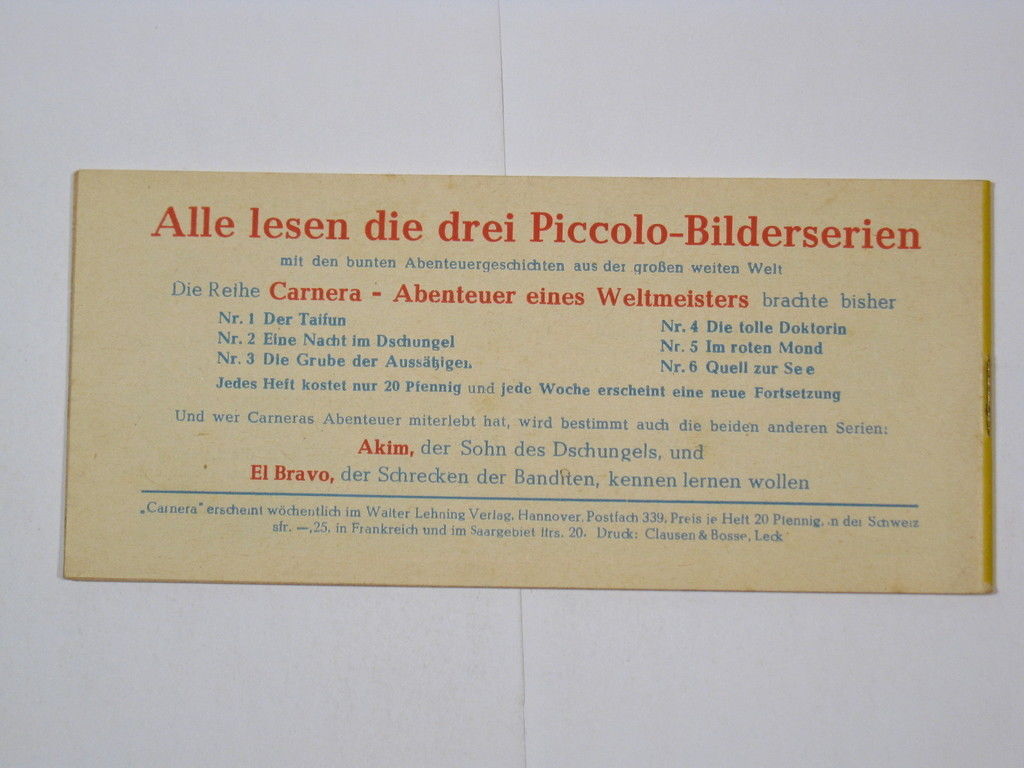 Alle lesen die drei Piccolo-Bilderserien
mit den bunten Abenteuergeschichten aus der großen weiten Welt
Die Reihe Carnera - Abenteuer eines Weltmeisters brachte bisher
Nr. 1 Der Taifun
Nr. 2 Eine Nacht im Dschungel
Nr. 3 Die Grube der Aussätzigen
Nr. 4 Die tolle Doktorin
Nr. 5 Im roten Mond
Nr. 6 Quell zur See
Jedes Heft kostet nur 20 Pfennig und jede Woche erscheint eine neue Fortsetzung
Und wer Carneras Abenteuer miterlebt hat, wird bestimmt auch die beiden anderen Serien:
Akim, der Sohn des Dschungels, und
El Bravo, der Schrecken der Banditen, kennen lernen wollen
„Carnera" erscheint wöchentlich im Walter Lehning Verlag, Hannover, Postfach 339, Preis je Heft 20 Pfennig, in der Schweiz
sfr. —,25, in Frankreich und im Saargebiet ffrs. 20. Druck: Clausen & Bosse, Leck